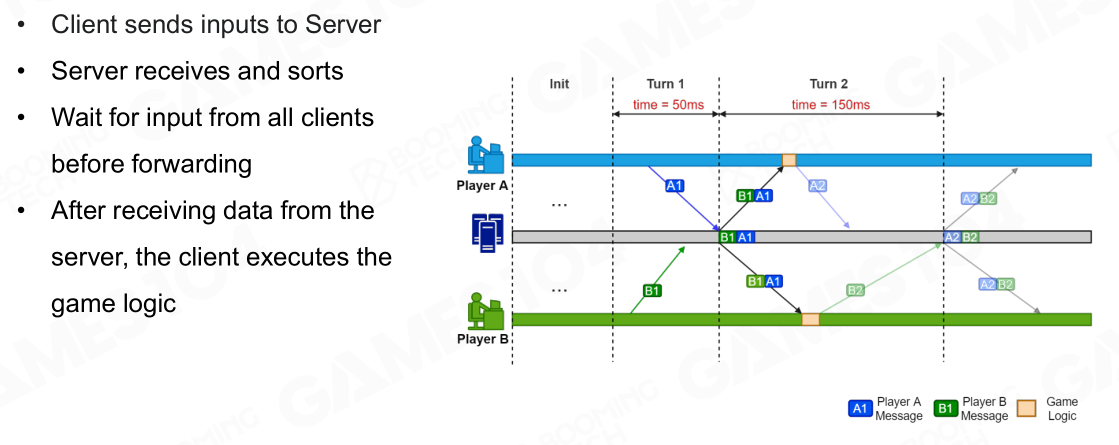 • Client sends inputs to Server
• Server receives and sorts
• Wait for input from all clients
before forwarding
• After receiving data from the
server, the client executes the
game logic
Init
Turn 1
Turn 2
time = 50ms
time = 150ms
Player A
A1
B1 A1
A2
A2 B2
...
B1 A1
A2 B2
...
B1
B1 A1
B2
A2 B2
Player B
A1 Player A
Message
B1 Player B
Message
Game
Logic
GAMES104
BOOMING
TECH